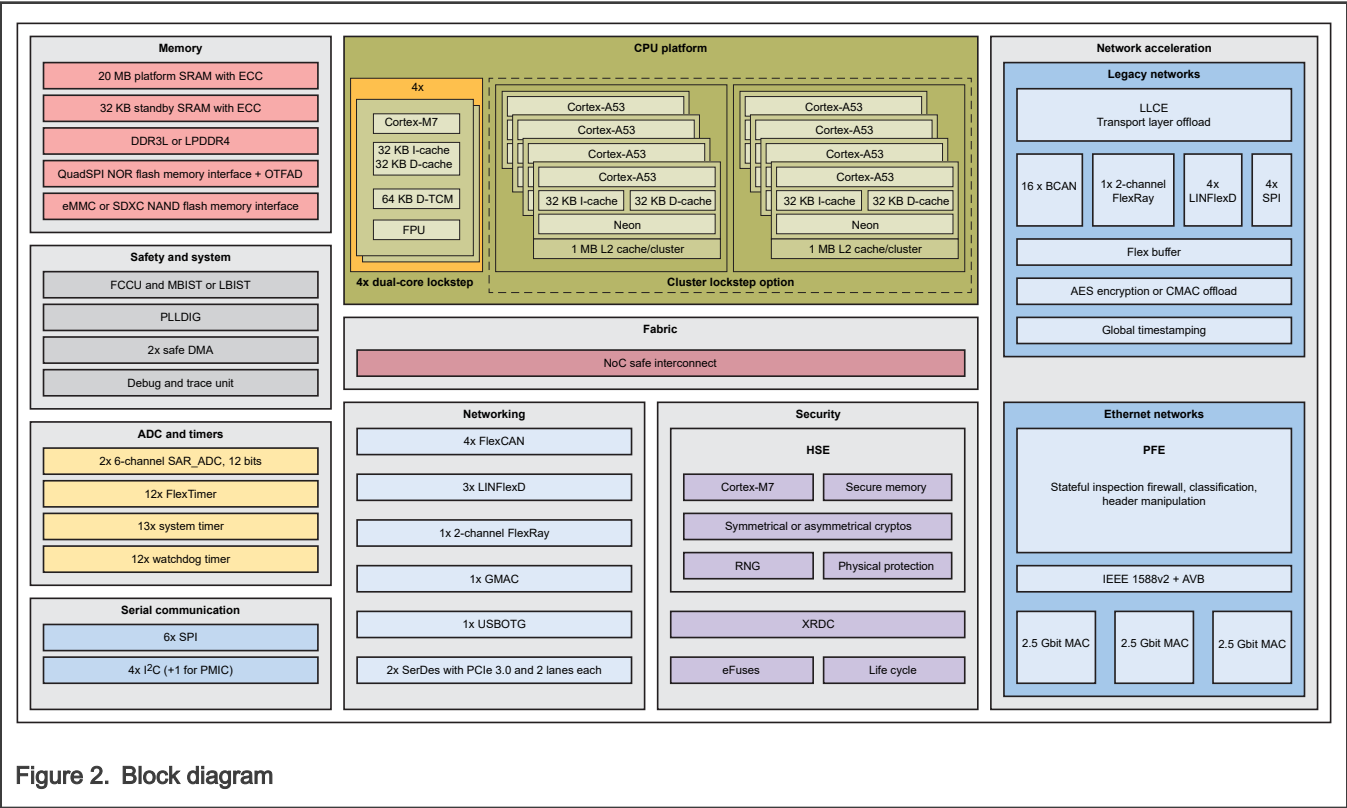 Memory
20 MB platform SRAM with ECC
32 KB standby SRAM with ECC
DDR3L or LPDDR4
QuadSPI NOR flash memory interface + OTFAD
eMMC or SDXC NAND flash memory interface
Safety and system
FCCU and MBIST or LBIST
PLLDIG
2x safe DMA
Debug and trace unit
ADC and timers
2x 6-channel SAR_ADC, 12 bits
12x FlexTimer
13x system timer
12x watchdog timer
Serial communication
6x SPI
4x I2C (+1 for PMIC)
CPU platform
4x
Cortex-M7
32 KB I-cache
32 KB D-cache
64 KB D-TCM
FPU
4x dual-core lockstep
Cortex-A53
Cortex-A53
Cortex-A53
Cortex-A53
32 KB I-cache
32 KB D-cache
Neon
1 MB L2 cache/cluster
Cortex-A53
Cortex-A53
Cortex-A53
Cortex-A53
32 KB I-cache
32 KB D-cache
Neon
1 MB L2 cache/cluster
Cluster lockstep option
Fabric
NoC safe interconnect
Networking
4x FlexCAN
3x LINFlexD
1x 2-channel FlexRay
1x GMAC
1x USBOTG
2x SerDes with PCIe 3.0 and 2 lanes each
Security
HSE
Cortex-M7
Secure memory
Symmetrical or asymmetrical cryptos
RNG
Physical protection
XRDC
eFuses
Life cycle
Network acceleration
Legacy networks
LLCE
Transport layer offload
16 x BCAN
1x 2-channel
FlexRay
4x
LINFlexD
4x
SPI
Flex buffer
AES encryption or CMAC offload
Global timestamping
Ethernet networks
PFE
Stateful inspection firewall, classification,
header manipulation
IEEE 1588v2 + AVB
2.5 Gbit MAC
2.5 Gbit MAC
2.5 Gbit MAC
Figure 2. Block diagram